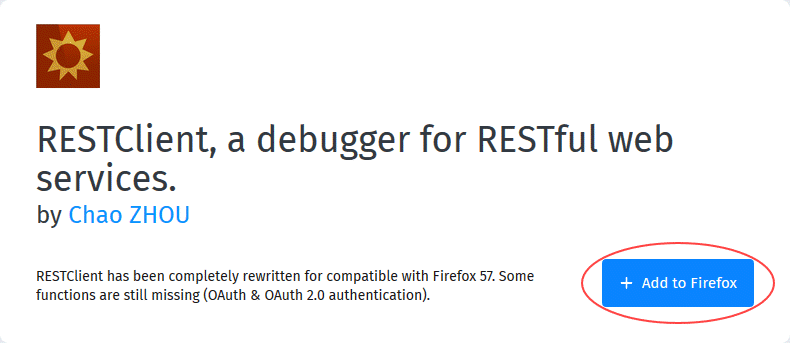 RESTClient, a debugger for RESTful web
services.
by Chao ZHOU
RESTClient has been completely rewritten for compatible with Firefox 57. Some
functions are still missing (OAuth & OAuth 2.0 authentication).
+ Add to Firefox